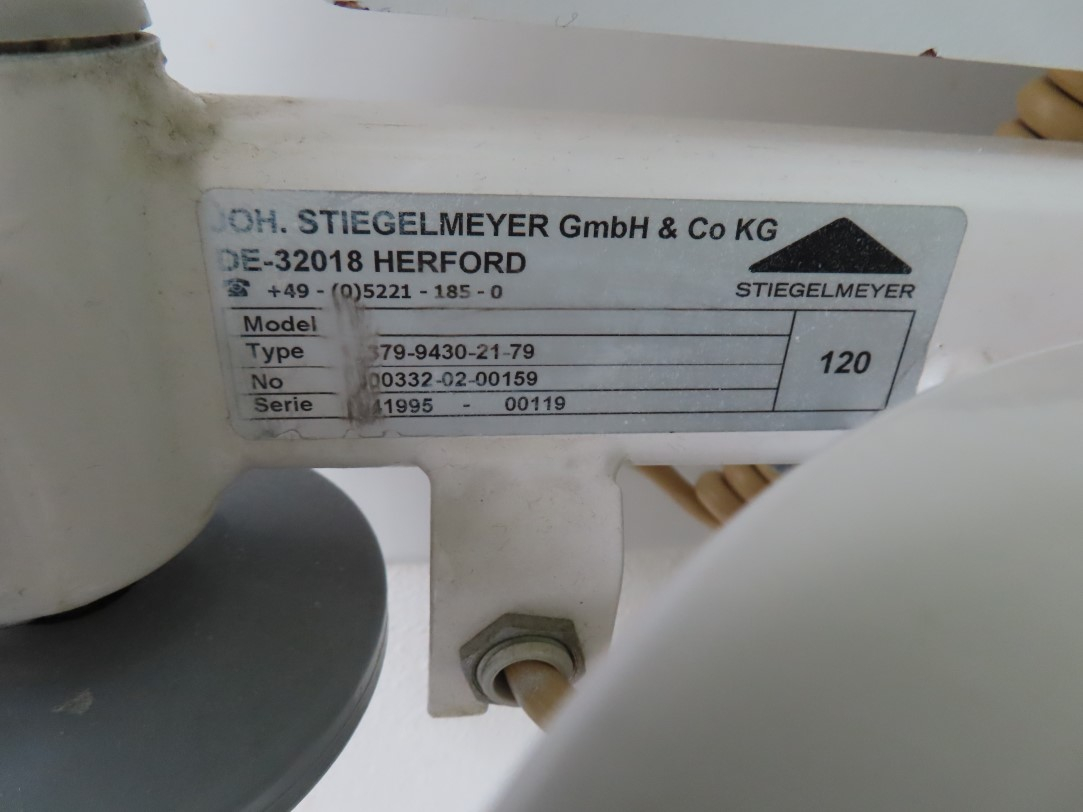 JOH. STIEGELMEYER GmbH & Co KG
DE-32018 HERFORD
☎ +49 - (0)5221 - 185 - 0
STIEGELMEYER
Model
Type 379-9430-21-79
No 00332-02-00159
Serie 41995 - 00119
120